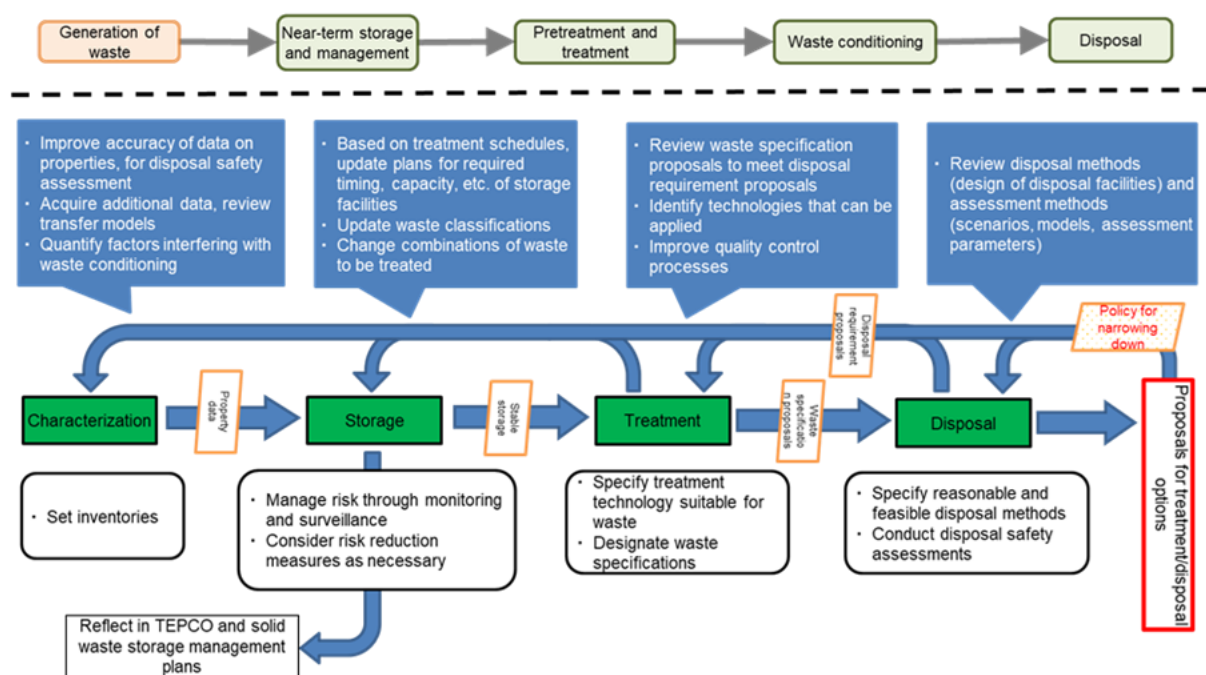 Generation of
waste
Near-term storage
and management
Pretreatment and
treatment
Waste conditioning
Disposal
• Improve accuracy of data on
properties, for disposal safety
assessment
• Acquire additional data, review
transfer models
• Quantify factors interfering with
waste conditioning
• Based on treatment schedules,
update plans for required
timing, capacity, etc. of storage
facilities
• Update waste classifications
• Change combinations of waste
to be treated
• Review waste specification
proposals to meet disposal
requirement proposals
• Identify technologies that can be
applied
• Improve quality control
processes
• Review disposal methods
(design of disposal facilities) and
assessment methods
(scenarios, models, assessment
parameters)
Disposal
requirement
proposals
Policy for
narrowing
down
Characterization
Property
data
Storage
Stable
storage
Treatment
Waste
specificatio
n proposals
Disposal
Proposals for treatment/disposal
options
• Set inventories
• Manage risk through monitoring
and surveillance
• Consider risk reduction
measures as necessary
• Specify treatment
technology suitable for
waste
• Designate waste
specifications
• Specify reasonable and
feasible disposal methods
• Conduct disposal safety
assessments
Reflect in TEPCO and solid
waste storage management
plans